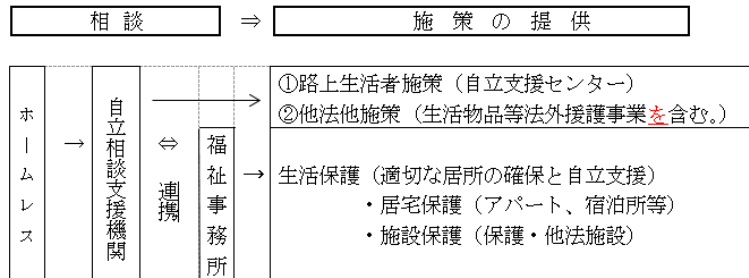 相談 ⇒ 施策の提供
ホームレス
→
自立相談支援機関
⇔
連携
福祉事務所
→
①路上生活者施策（自立支援センター）
②他法他施策（生活物品等法外援護事業を含む。）
→
生活保護（適切な居所の確保と自立支援）
・居宅保護（アパート、宿泊所等）
・施設保護（保護・他法施設）